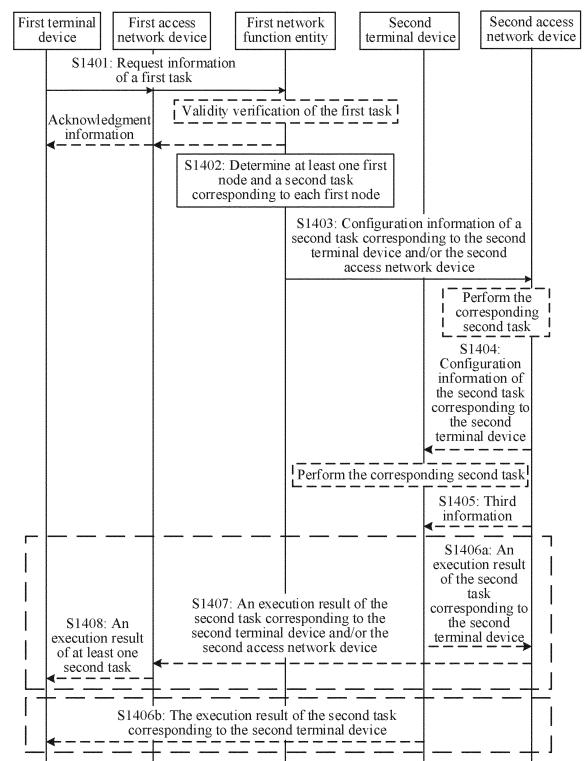 First terminal
device
First access
network device
First network
function entity
Second
terminal device
Second access
network device
S1401: Request information
of a first task
Validity verification of the first task
Acknowledgment
information
S1402: Determine at least one first
node and a second task
corresponding to each first node
S1403: Configuration information of a
second task corresponding to the second
terminal device and/or the second
access network device
Perform the
corresponding
second task
S1404:
Configuration
information of
the second task
corresponding to
the second
terminal device
Perform the corresponding second task
S1405: Third
information
S1406a: An
execution result
of the second
task
corresponding to
the second
terminal device
S1407: An execution result of the
second task corresponding to the
second terminal device and/or the
second access network device
S1408: An
execution result
of at least one
second task
S1406b: The execution result of the second task
corresponding to the second terminal device